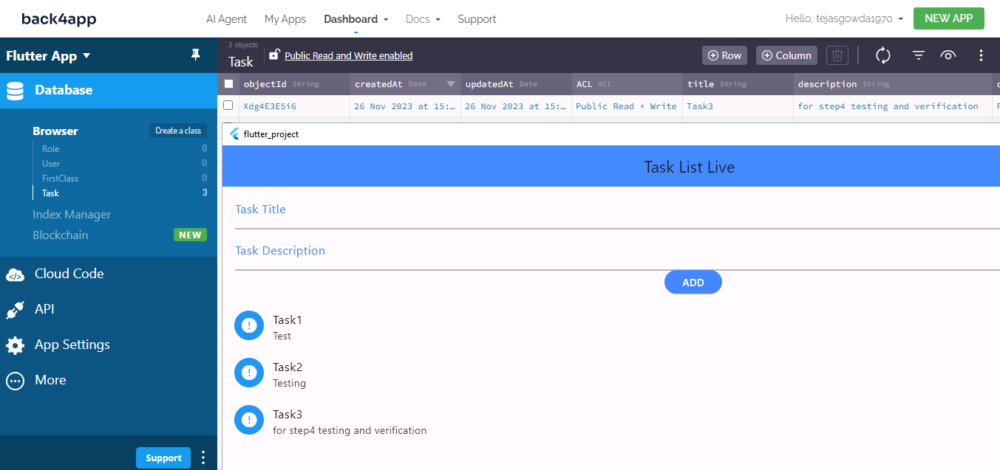 back4app
AI Agent My Apps Dashboard Docs Support
Hello, tejasgowda1970 NEW APP
Flutter App
Database
Browser Create a class
Role 0
User 0
FirstClass 0
Task 3
Index Manager
Blockchain NEW
Cloud Code
API
App Settings
More
Support
3 objects
Task Public Read and Write enabled Row Column
objectId String createdAt Date updatedAt Date ACL ACL title String description String
Xdg4E3E5i6 26 Nov 2023 at 15:… 26 Nov 2023 at 15:… Public Read + Write Task3 for step4 testing and verification
flutter_project
Task List Live
Task Title
Task Description
ADD
Task1
Test
Task2
Testing
Task3
for step4 testing and verification